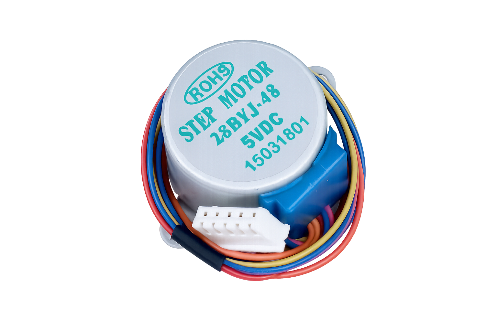 ROHS
STEP MOTOR
28BYJ-48
5VDC
15031801